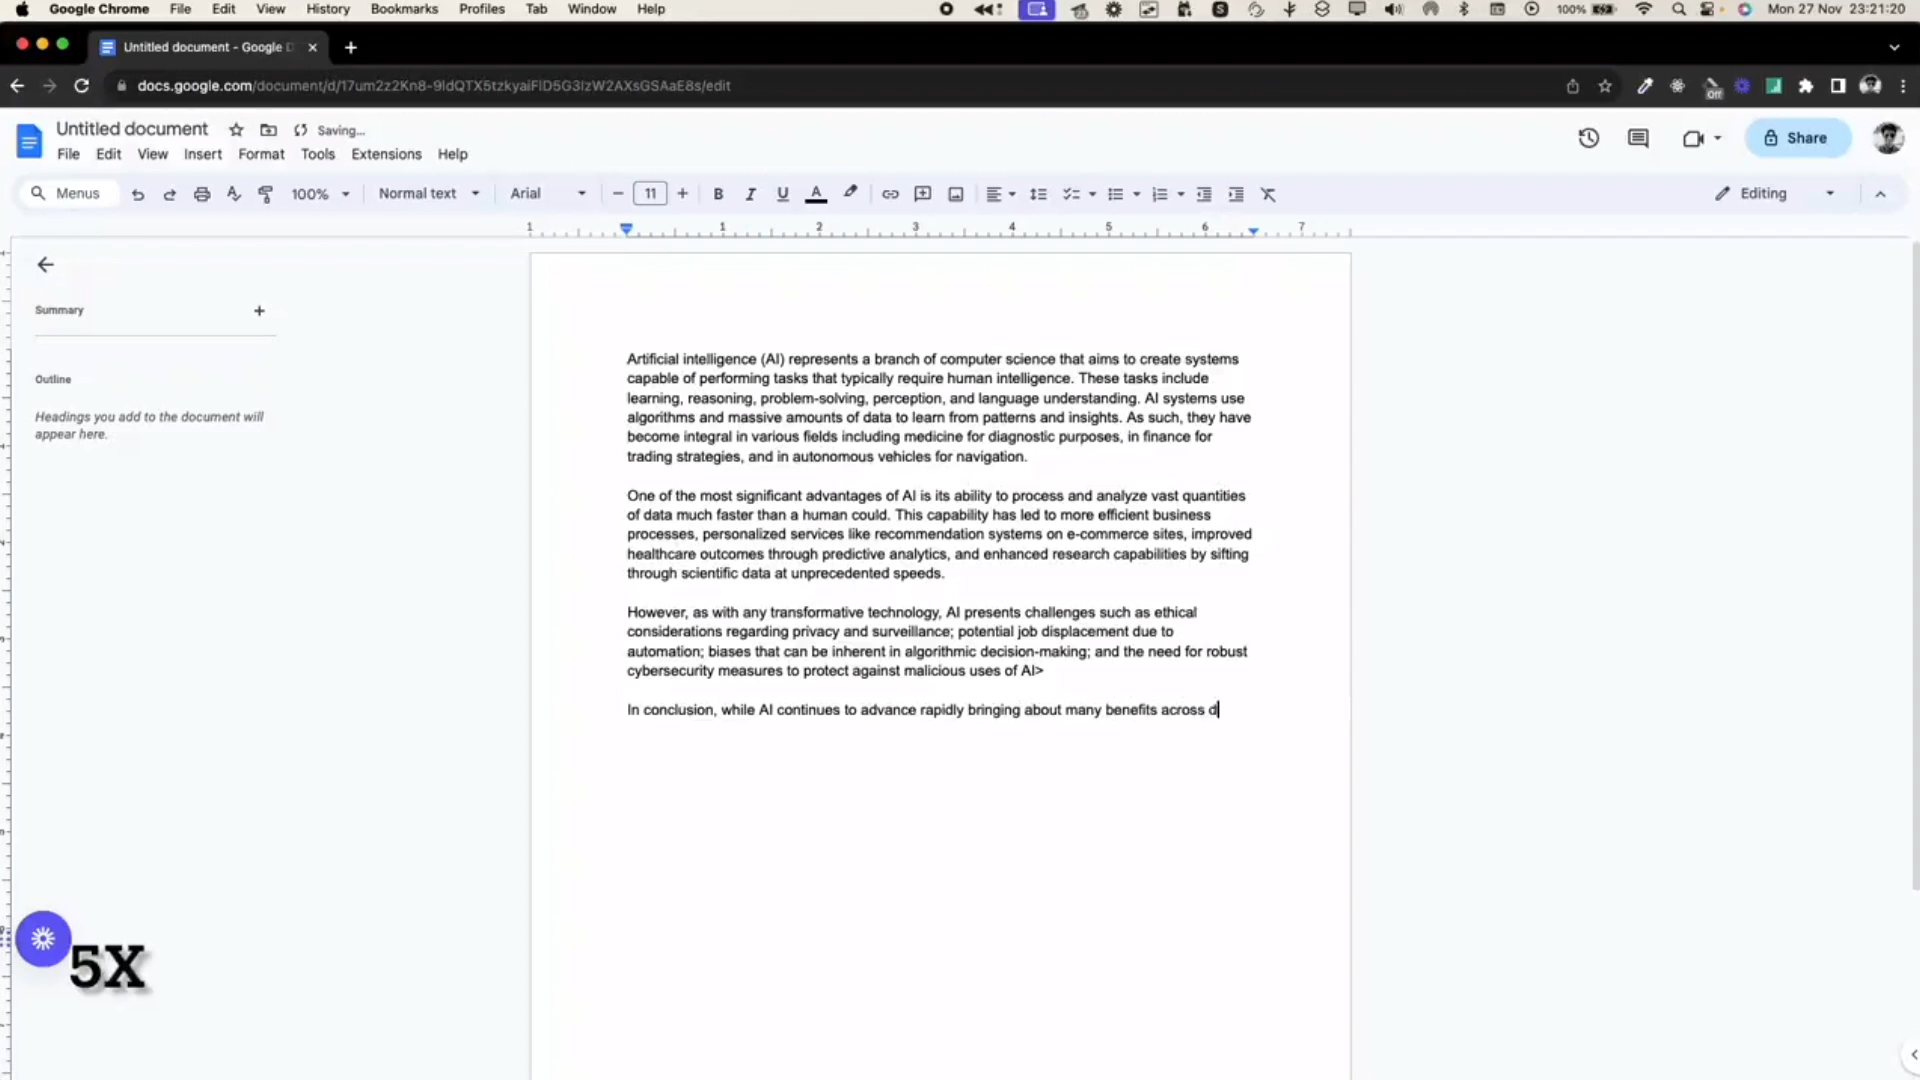 Google Chrome File Edit View History Bookmarks Profiles Tab Window Help 100% Mon 27 Nov 23:21:20
Untitled document - Google D
docs.google.com/document/d/17um2z2Kn8-9ldQTX5tzkyaiFlD5G3lzW2AXsGSAaE8s/edit
Off
Untitled document Saving...
File Edit View Insert Format Tools Extensions Help
Share
Menus 100% Normal text Arial 11 B I U A Editing
1 1 2 3 4 5 6 7
Summary
Outline
Headings you add to the document will
appear here.
Artificial intelligence (AI) represents a branch of computer science that aims to create systems
capable of performing tasks that typically require human intelligence. These tasks include
learning, reasoning, problem-solving, perception, and language understanding. AI systems use
algorithms and massive amounts of data to learn from patterns and insights. As such, they have
become integral in various fields including medicine for diagnostic purposes, in finance for
trading strategies, and in autonomous vehicles for navigation.
One of the most significant advantages of AI is its ability to process and analyze vast quantities
of data much faster than a human could. This capability has led to more efficient business
processes, personalized services like recommendation systems on e-commerce sites, improved
healthcare outcomes through predictive analytics, and enhanced research capabilities by sifting
through scientific data at unprecedented speeds.
However, as with any transformative technology, AI presents challenges such as ethical
considerations regarding privacy and surveillance; potential job displacement due to
automation; biases that can be inherent in algorithmic decision-making; and the need for robust
cybersecurity measures to protect against malicious uses of AI>
In conclusion, while AI continues to advance rapidly bringing about many benefits across d
5X